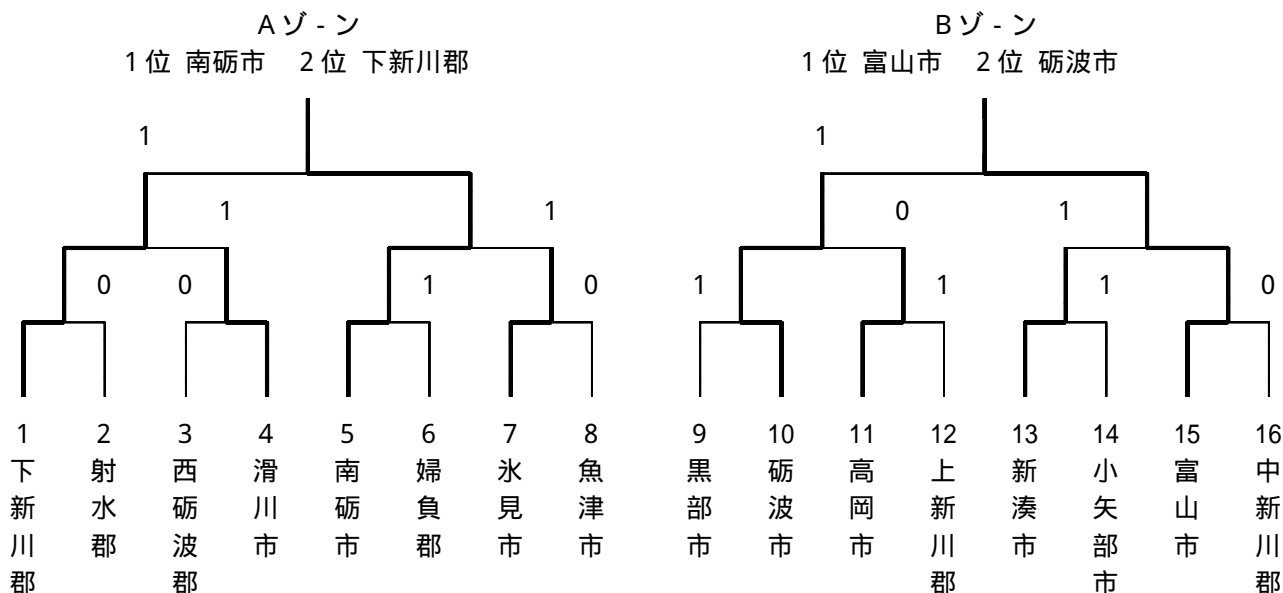 Aゾ-ン
1位 南砺市 2位 下新川郡
1
1
1
0
0
1
0
1
下新川郡
2
射水郡
3
西砺波郡
4
滑川市
5
南砺市
6
婦負郡
7
氷見市
8
魚津市
Bゾ-ン
1位 富山市 2位 砺波市
1
0
1
1
1
1
0
9
黒部市
10
砺波市
11
高岡市
12
上新川郡
13
新湊市
14
小矢部市
15
富山市
16
中新川郡